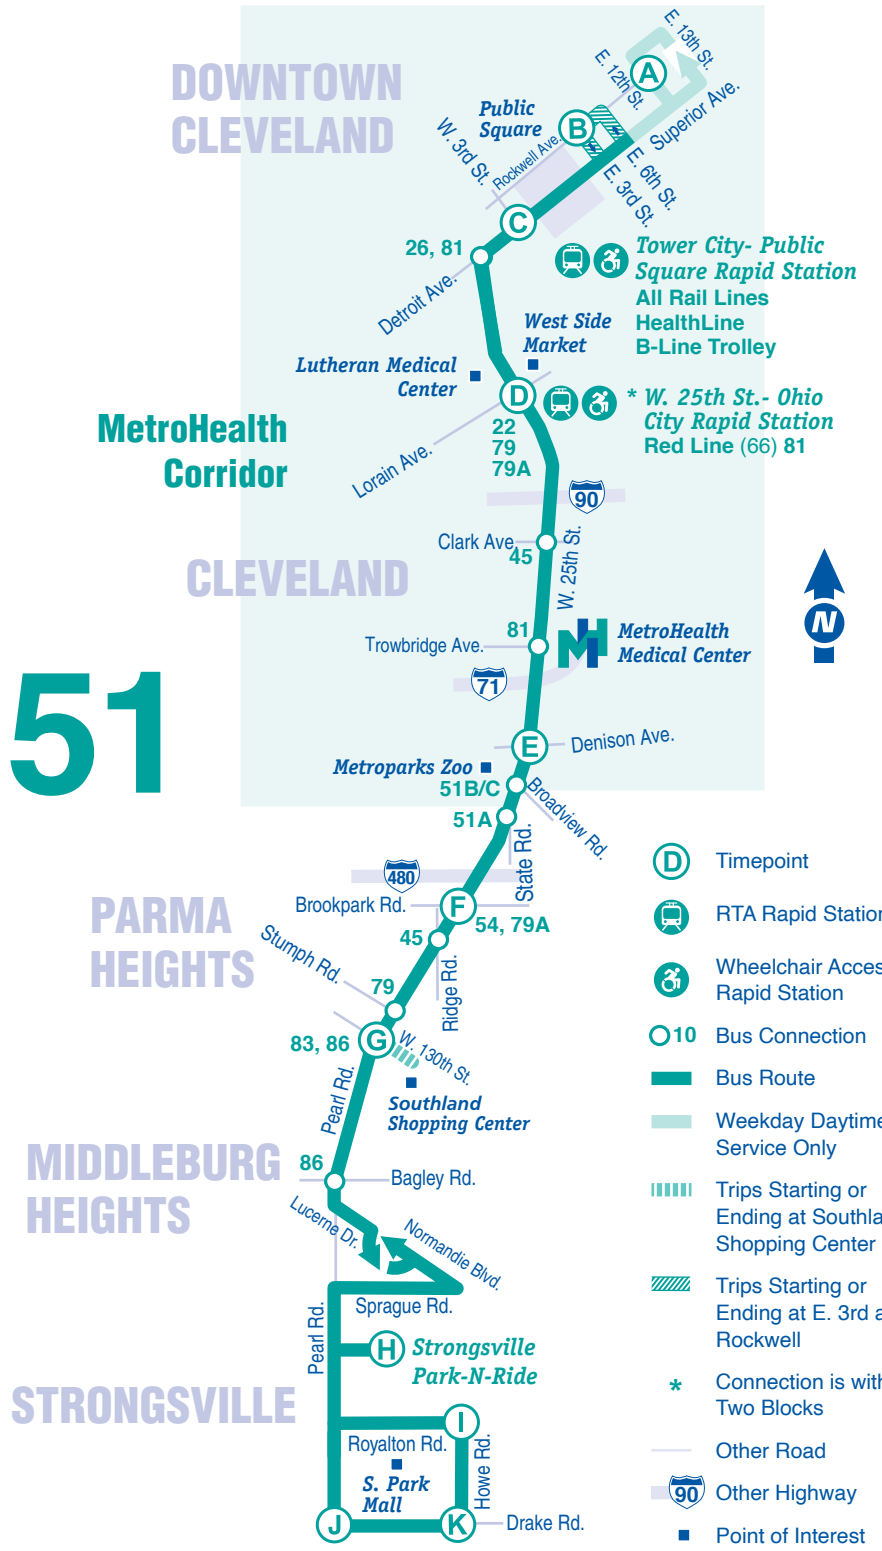 E. 13th St.
E. 12th St.
A
Superior Ave.
DOWNTOWN
CLEVELAND
Public
Square
B
W. 3rd St.
Rockwell Ave.
E. 6th St.
E. 3rd St.
C
26, 81
Detroit Ave.
Tower City- Public
Square Rapid Station
All Rail Lines
HealthLine
B-Line Trolley
West Side
Market
Lutheran Medical
Center
D
* W. 25th St.- Ohio
City Rapid Station
Red Line (66) 81
22
79
79A
MetroHealth
Corridor
Lorain Ave.
90
Clark Ave.
45
W. 25th St.
CLEVELAND
N
81
Trowbridge Ave.
MH
MetroHealth
Medical Center
71
51
E
Denison Ave.
Metroparks Zoo
51B/C
Broadview Rd.
51A
State Rd.
480
PARMA
HEIGHTS
Brookpark Rd.
F
54, 79A
45
Ridge Rd.
Stumph Rd.
79
83, 86
G
W. 130th St.
Pearl Rd.
Southland
Shopping Center
MIDDLEBURG
HEIGHTS
86
Bagley Rd.
Lucerne Dr.
Normandie Blvd.
Sprague Rd.
Pearl Rd.
H
Strongsville
Park-N-Ride
STRONGSVILLE
I
Royalton Rd.
S. Park
Mall
Howe Rd.
J
K
Drake Rd.
D
Timepoint
RTA Rapid Station
Wheelchair Acces
Rapid Station
10 Bus Connection
Bus Route
Weekday Daytime
Service Only
Trips Starting or
Ending at Southla
Shopping Center
Trips Starting or
Ending at E. 3rd a
Rockwell
* Connection is with
Two Blocks
Other Road
90 Other Highway
Point of Interest